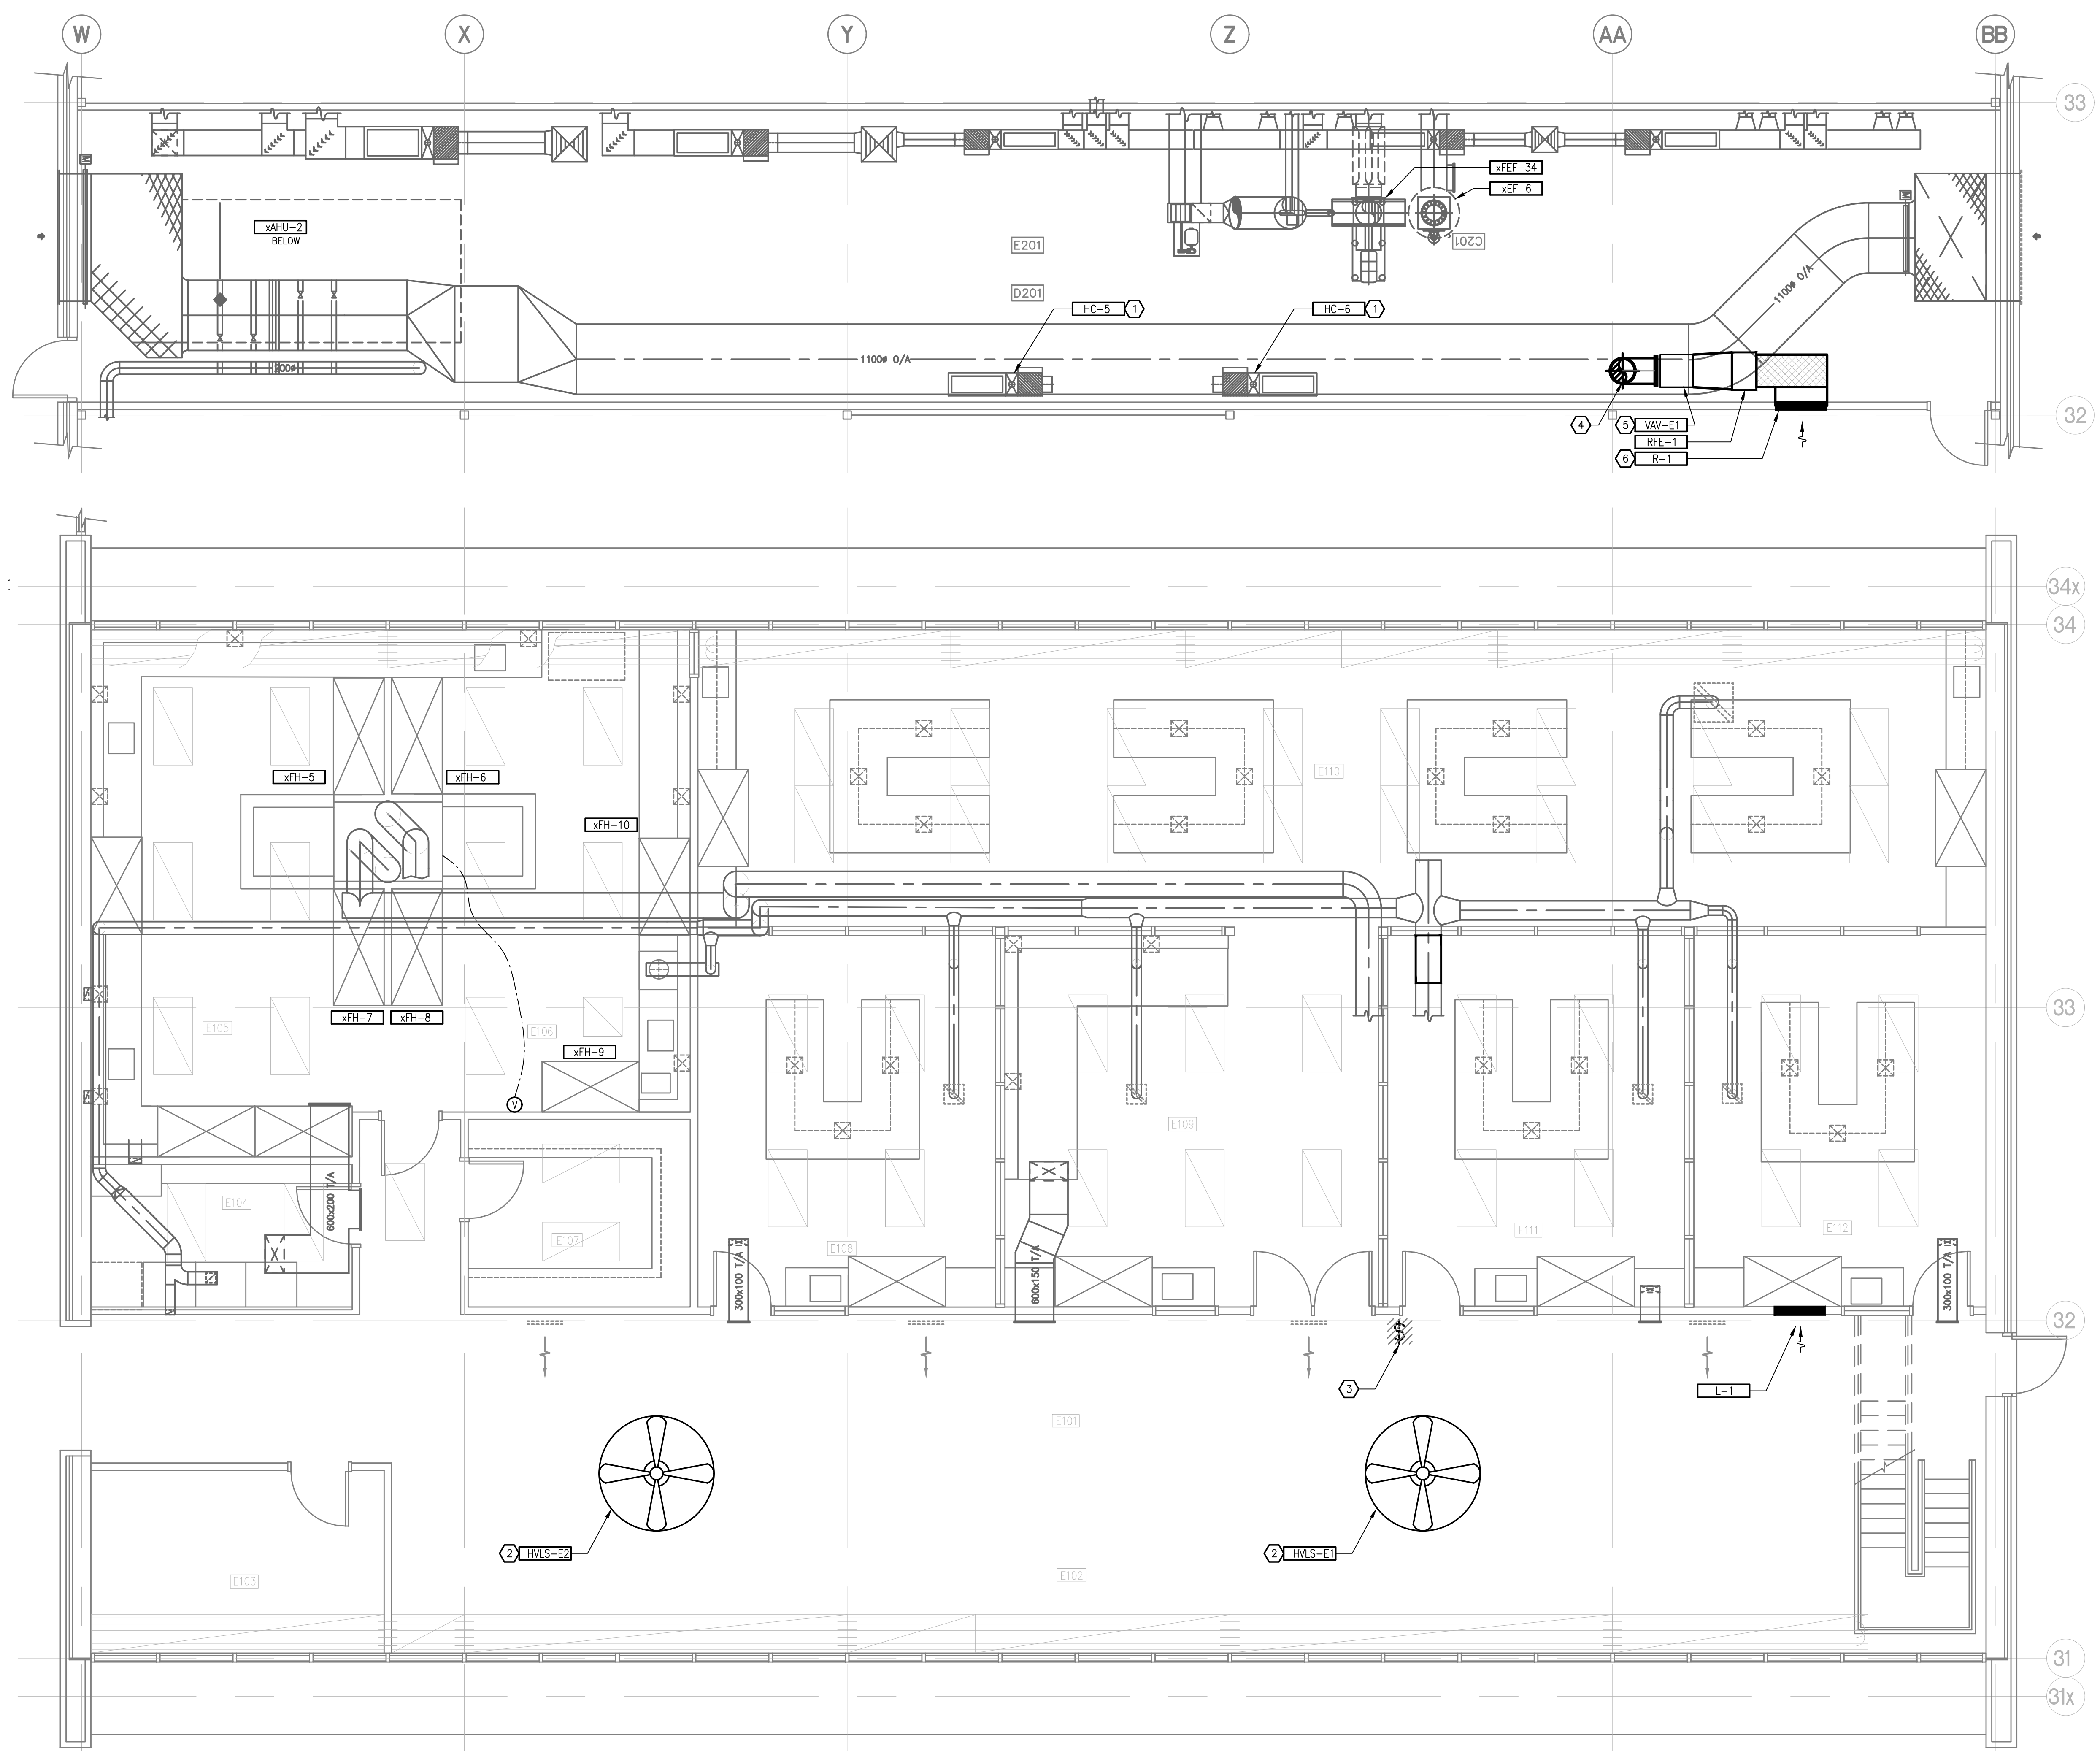 W X Y Z AA BB
33
xFEF-34
xEF-6
xAHU-2
BELOW
E201
C201
D201
HC-5 1
HC-6 1
1100ø O/A
1100ø O/A
200ø
4
5 VAV-E1
RFE-1
6 R-1
32
34x
34
E110
xFH-5
xFH-6
xFH-10
33
xFH-7
xFH-8
E105
E106
xFH-9
V
E109
E104
600x200 T/A
E107
E108
E111
E112
300x100 T/A
600x150 T/A
300x100 T/A
32
3
L-1
E101
2 HVLS-E2
2 HVLS-E1
E103
E102
31
31x